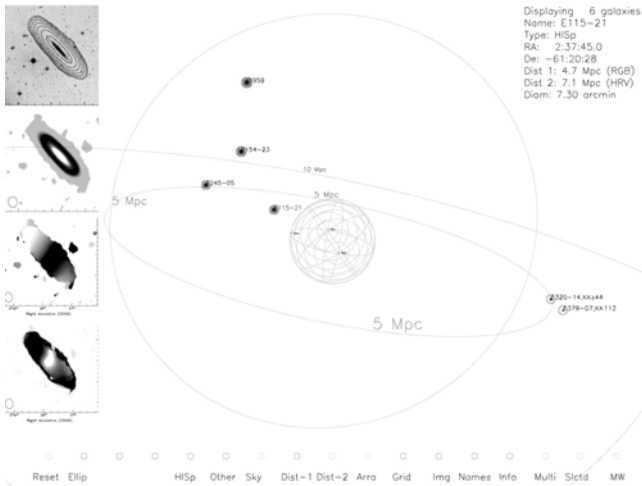 Displaying 6 galaxies
Name: E115-21
Type: HISp
RA: 2:37:45.0
De: -61:20:28
Dist 1: 4.7 Mpc (RGB)
Dist 2: 7.1 Mpc (HRV)
Diam: 7.30 arcmin
154-23
245-05
10 Mpc
5 Mpc
5 Mpc
115-21
5 Mpc
Reset Ellip HISp Other Sky Dist-1 Dist-2 Arro Grid Img Names Info Multi Slctd MW